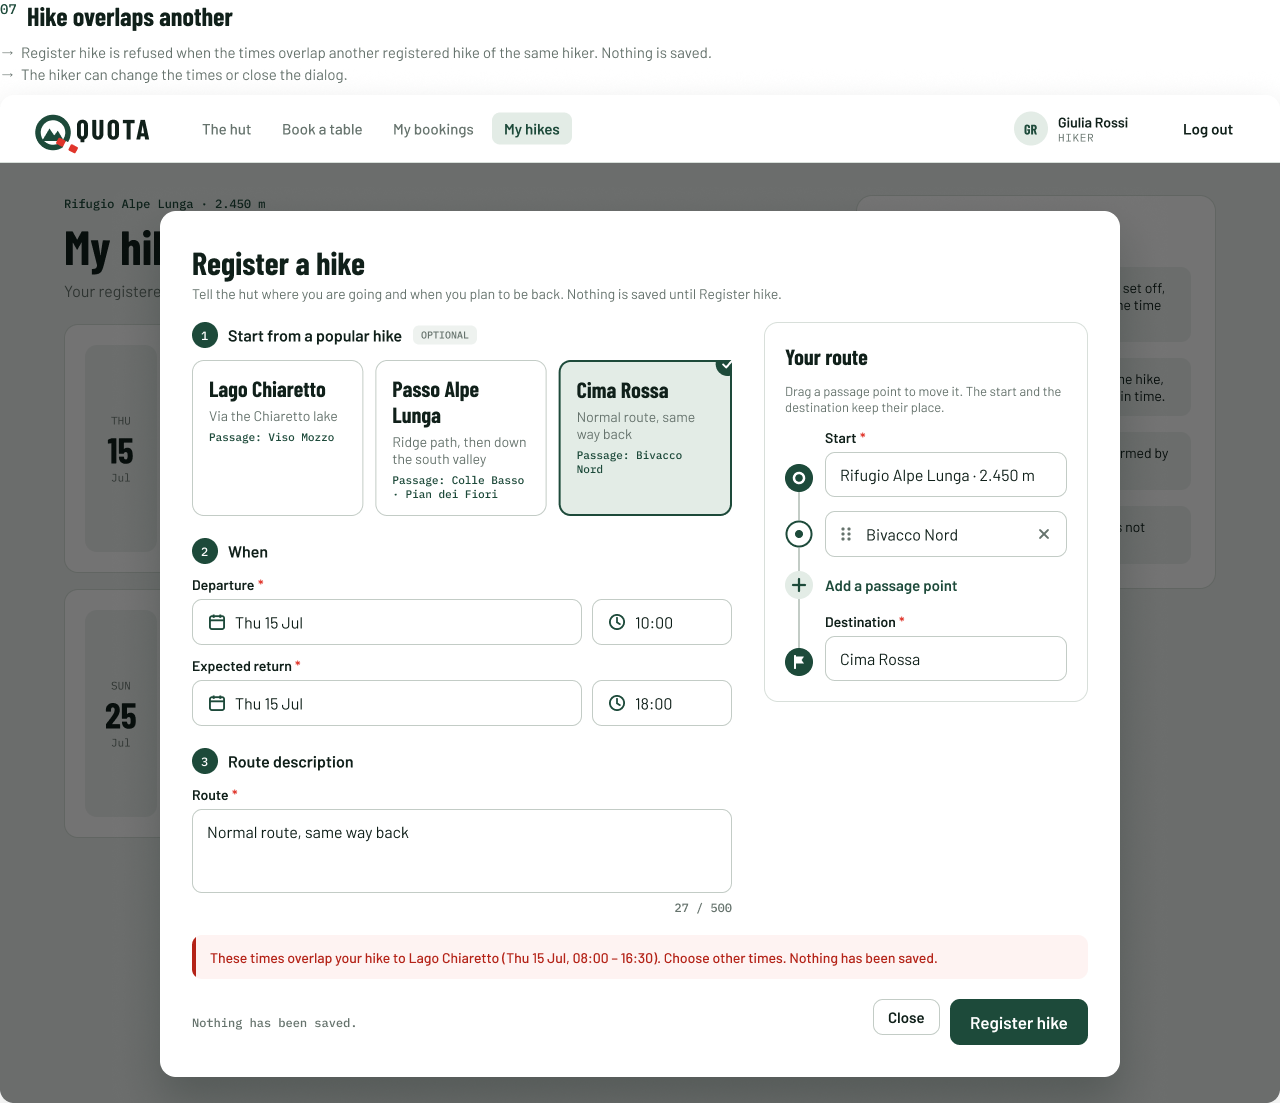 07 Hike overlaps another
→ Register hike is refused when the times overlap another registered hike of the same hiker. Nothing is saved.
→ The hiker can change the times or close the dialog.
QUOTA
The hut
Book a table
My bookings
My hikes
GR
Giulia Rossi
HIKER
Log out
Rifugio Alpe Lunga · 2.450 m
My hi
Your registere
THU
15
Jul
SUN
25
Jul
set off,
e time
e hike,
in time.
rmed by
s not
Register a hike
Tell the hut where you are going and when you plan to be back. Nothing is saved until Register hike.
1 Start from a popular hike OPTIONAL
Lago Chiaretto
Via the Chiaretto lake
Passage: Viso Mozzo
Passo Alpe
Lunga
Ridge path, then down
the south valley
Passage: Colle Basso
· Pian dei Fiori
Cima Rossa
Normal route, same
way back
Passage: Bivacco
Nord
2 When
Departure *
Thu 15 Jul
10:00
Expected return *
Thu 15 Jul
18:00
3 Route description
Route *
Normal route, same way back
27 / 500
Your route
Drag a passage point to move it. The start and the
destination keep their place.
Start *
Rifugio Alpe Lunga · 2.450 m
Bivacco Nord
Add a passage point
Destination *
Cima Rossa
These times overlap your hike to Lago Chiaretto (Thu 15 Jul, 08:00 – 16:30). Choose other times. Nothing has been saved.
Nothing has been saved.
Close
Register hike